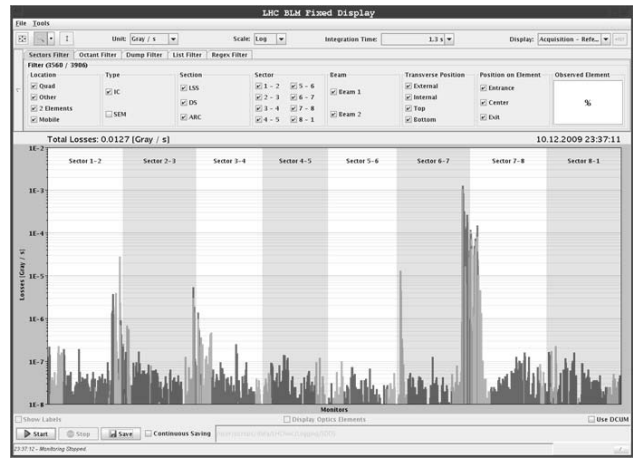 LHC BLM Fixed Display
File Tools
Unit: Gray / s Scale: Log Integration Time: 1.3 s Display: Acquisition - Refe...
Sectors Filter Octant Filter Dump Filter List Filter Regex Filter
Filter (3560 / 3906)
Location Type Section Sector Beam Transverse Position Position on Element Observed Element
Quad IC LSS 1 - 2 5 - 6 Beam 1 External Entrance %
Other DS 2 - 3 6 - 7 Internal Center
2 Elements SEM 3 - 4 7 - 8 Beam 2 Top Exit
Mobile ARC 4 - 5 8 - 1 Bottom
Total Losses: 0.0127 [Gray / s] 10.12.2009 23:37:11
1E-2
Sector 1-2 Sector 2-3 Sector 3-4 Sector 4-5 Sector 5-6 Sector 6-7 Sector 7-8 Sector 8-1
1E-3
1E-4
Losses [Gray / s]
1E-5
1E-6
1E-7
1E-8
Monitors
Show Labels Display Optics Elements Use DCUM
Start Stop Save Continuous Saving
23:37:12 - Monitoring Stopped